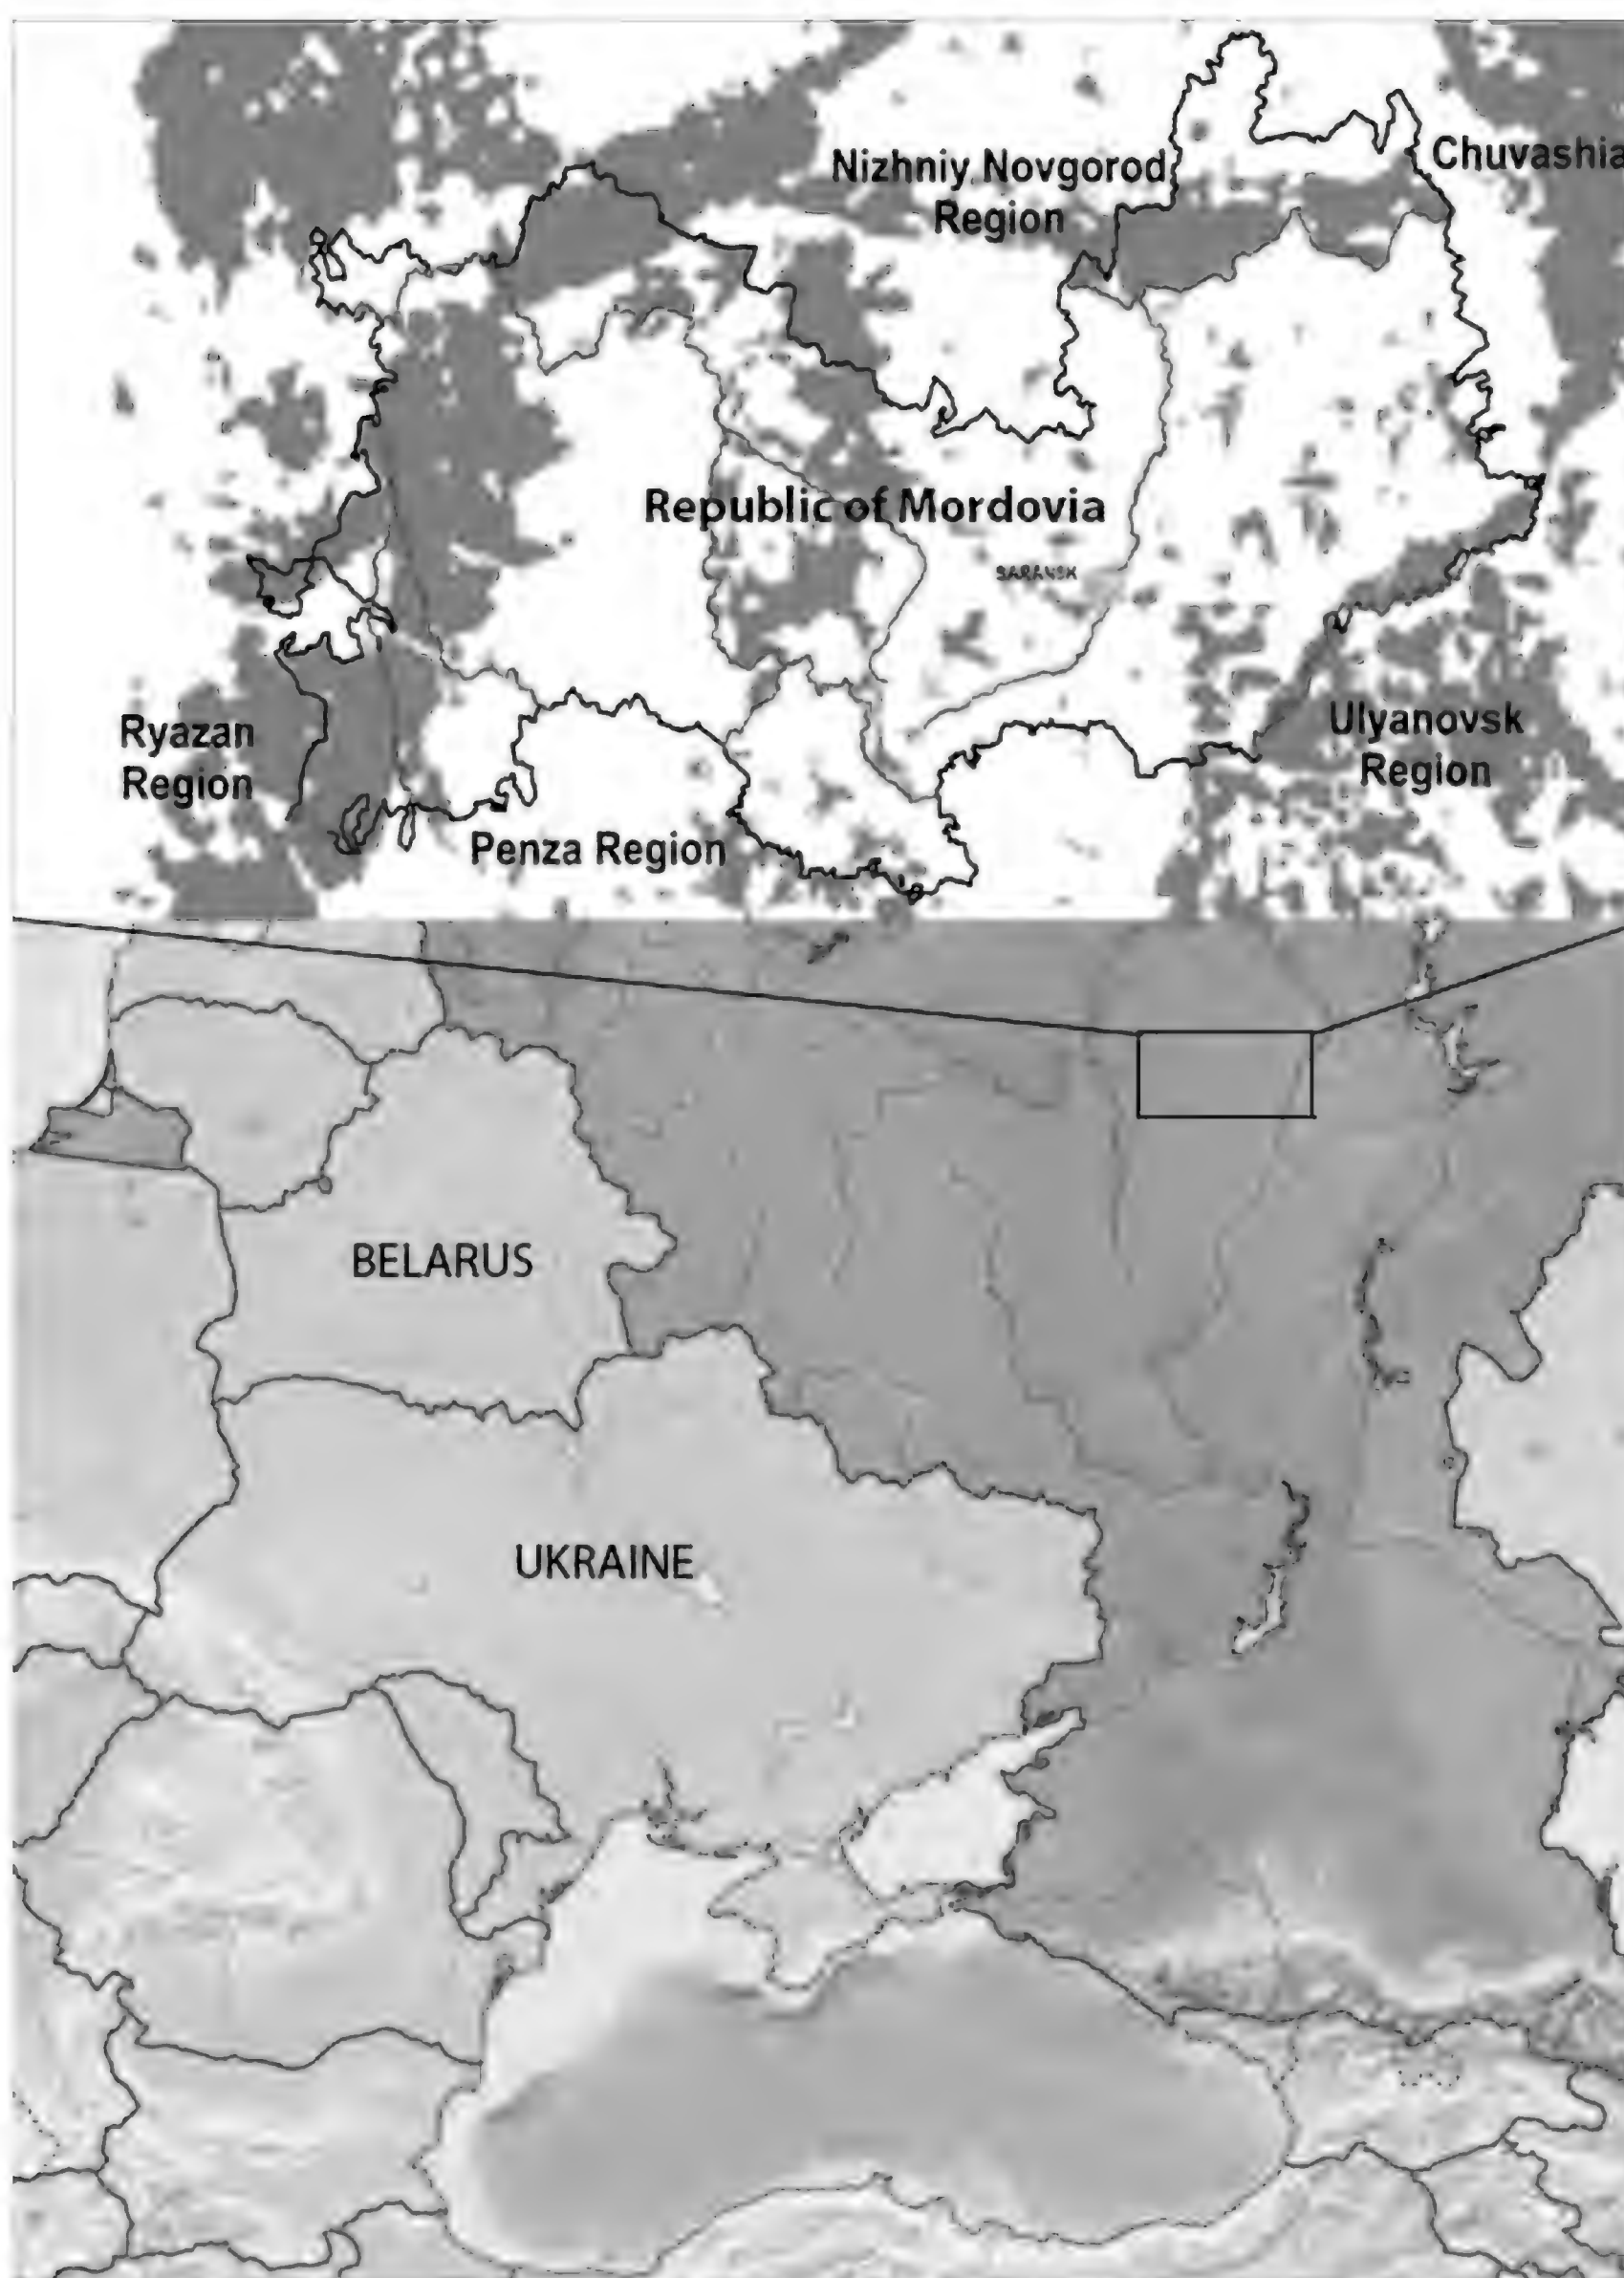 Nizhniy Novgorod
Region
Chuvashia
Republic of Mordovia
SARANSK
Ryazan
Region
Ulyanovsk
Region
Penza Region
BELARUS
UKRAINE